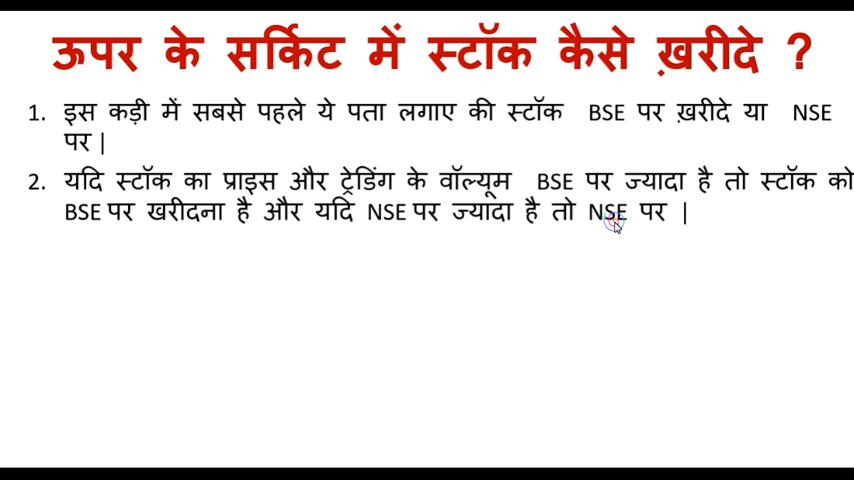 ऊपर के सर्किट में स्टॉक कैसे ख़रीदे ?
1. इस कड़ी में सबसे पहले ये पता लगाए की स्टॉक BSE पर ख़रीदे या NSE
पर |
2. यदि स्टॉक का प्राइस और ट्रेडिंग के वॉल्यूम BSE पर ज्यादा है तो स्टॉक को
BSE पर खरीदना है और यदि NSE पर ज्यादा है तो NSE पर |